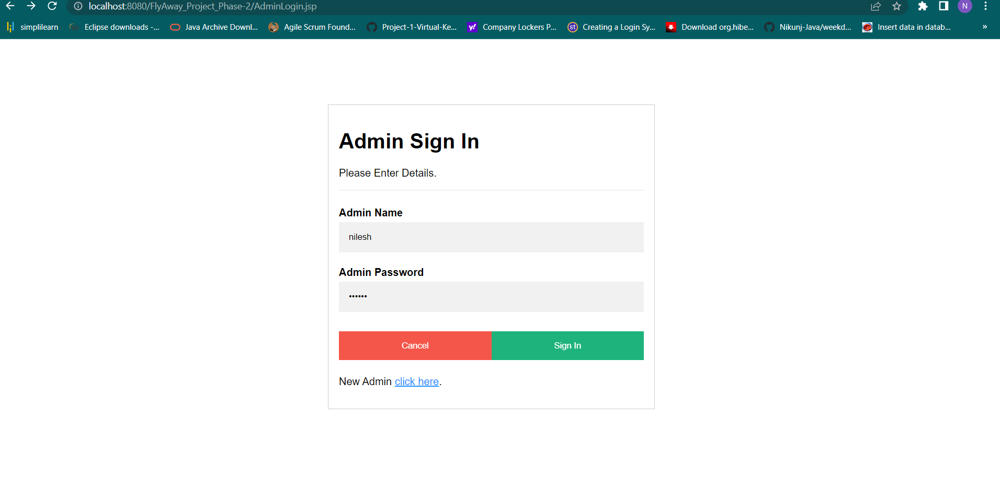 localhost:8080/FlyAway_Project_Phase-2/AdminLogin.jsp
N
simplilearn
Eclipse downloads -...
Java Archive Downl...
Agile Scrum Found...
Project-1-Virtual-Ke...
y!
Company Lockers P...
st
Creating a Login Sy...
Download org.hibe...
Nikunj-Java/weekd...
Insert data in datab...
»
Admin Sign In
Please Enter Details.
Admin Name
nilesh
Admin Password
••••••
Cancel
Sign In
New Admin click here.